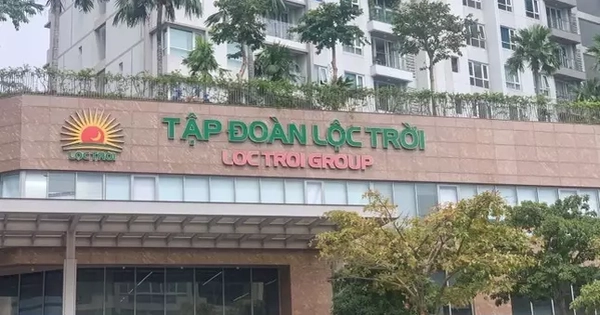 TẬP ĐOÀN LỘC TRỜI
LOC TROI GROUP
LOC TROI